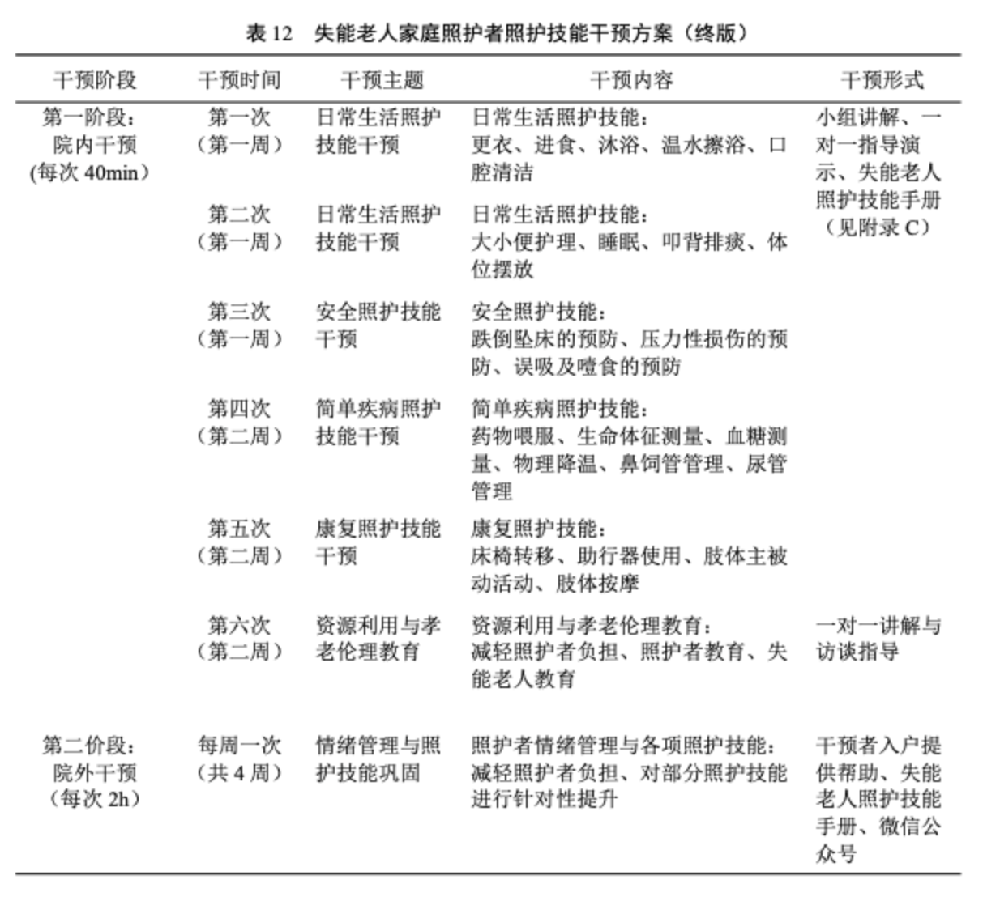 表 12 失能老人家庭照护者照护技能干预方案（终版）
干预阶段 干预时间 干预主题 干预内容 干预形式
第一阶段： 第一次 日常生活照护 日常生活照护技能： 小组讲解、一
院内干预 （第一周） 技能干预 更衣、进食、沐浴、温水擦浴、口 对一指导演
(每次 40min） 腔清洁 示、失能老人
照护技能手册
第二次 日常生活照护 日常生活照护技能： （见附录 C）
（第一周） 技能干预 大小便护理、睡眠、叩背排痰、体
位摆放
第三次 安全照护技能 安全照护技能：
（第一周） 干预 跌倒坠床的预防、压力性损伤的预
防、误吸及噎食的预防
第四次 简单疾病照护 简单疾病照护技能：
（第二周） 技能干预 药物喂服、生命体征测量、血糖测
量、物理降温、鼻饲管管理、尿管
管理
第五次 康复照护技能 康复照护技能：
（第二周） 干预 床椅转移、助行器使用、肢体主被
动活动、肢体按摩
第六次 资源利用与孝 资源利用与孝老伦理教育： 一对一讲解与
（第二周） 老伦理教育 减轻照护者负担、照护者教育、失 访谈指导
能老人教育
第二价段： 每周一次 情绪管理与照 照护者情绪管理与各项照护技能： 干预者入户提
院外干预 （共 4 周） 护技能巩固 减轻照护者负担、对部分照护技能 供帮助、失能
（每次 2h） 进行针对性提升 老人照护技能
手册、微信公
众号